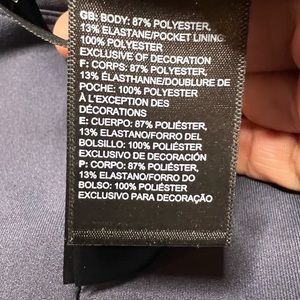 GB: BODY: 87% POLYESTER,
13% ELASTANE/POCKET LINING:
100% POLYESTER
EXCLUSIVE OF DECORATION
F: CORPS: 87% POLYESTER,
13% ÉLASTHANNE/DOUBLURE DE
POCHE: 100% POLYESTER
À L'EXCEPTION DES
DÉCORATIONS
E: CUERPO: 87% POLIÉSTER,
13% ELASTANO/FORRO DEL
BOLSILLO: 100% POLIÉSTER
EXCLUSIVO DE DECORACIÓN
P: CORPO: 87% POLIÉSTER,
13% ELASTANO/FORRO DO
BOLSO: 100% POLIÉSTER
EXCLUSIVO PARA DECORAÇÃO